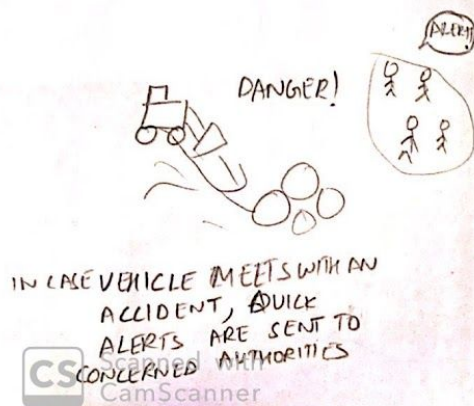 ALERT!
DANGER!
IN CASE VEHICLE MEETS WITH AN
ACCIDENT, QUICK
ALERTS ARE SENT TO
CONCERNED AUTHORITIES
CS Scanned with
CamScanner